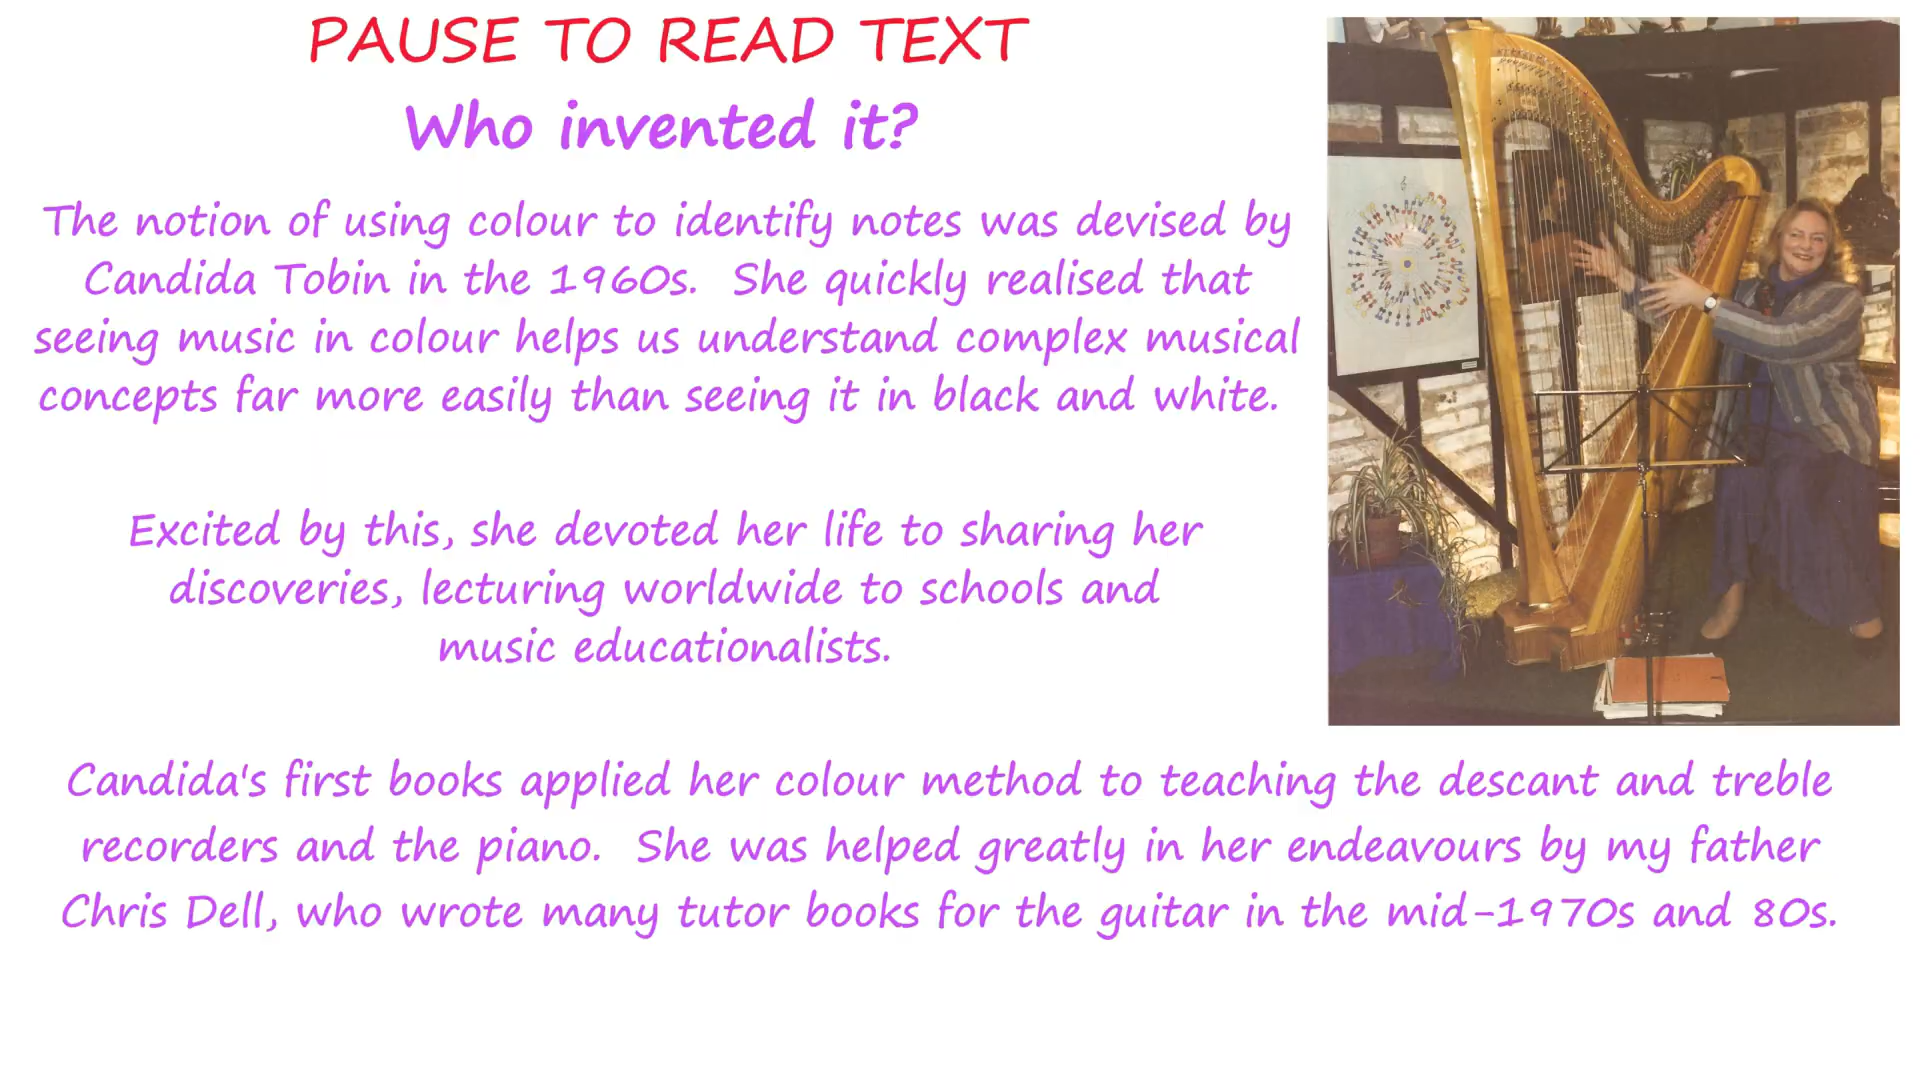 PAUSE TO READ TEXT
Who invented it?
The notion of using colour to identify notes was devised by
Candida Tobin in the 1960s.  She quickly realised that
seeing music in colour helps us understand complex musical
concepts far more easily than seeing it in black and white.
Excited by this, she devoted her life to sharing her
discoveries, lecturing worldwide to schools and
music educationalists.
Candida's first books applied her colour method to teaching the descant and treble
recorders and the piano.  She was helped greatly in her endeavours by my father
Chris Dell, who wrote many tutor books for the guitar in the mid-1970s and 80s.